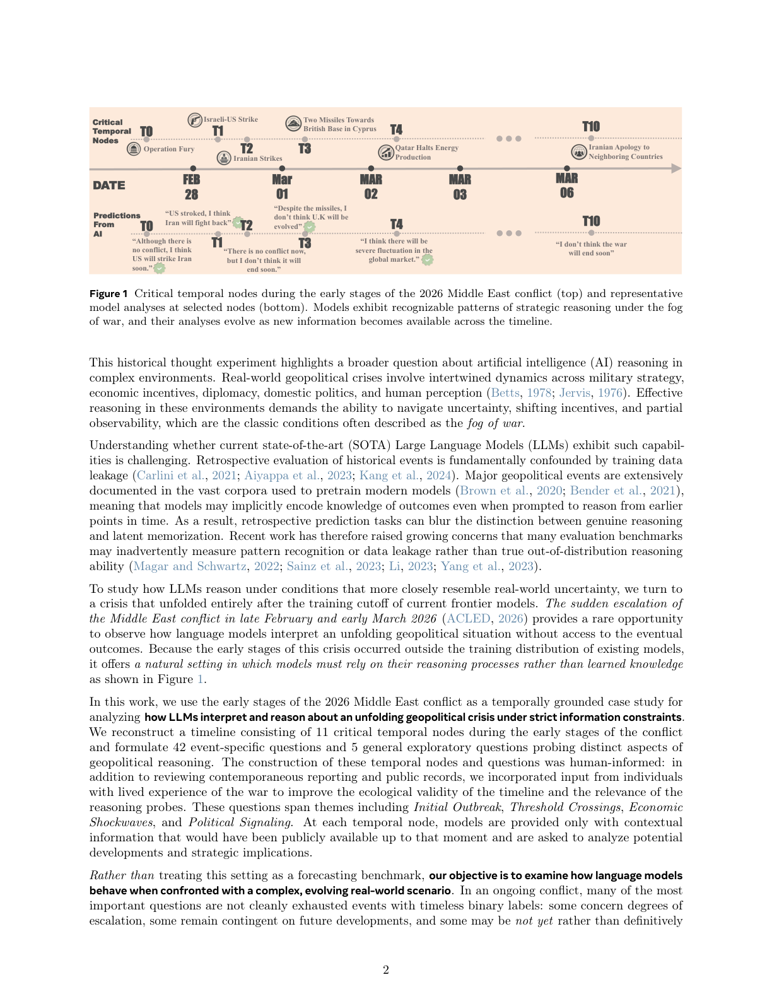 Critical
Temporal
Nodes
T0
Operation Fury
Israeli-US Strike
T1
T2
Iranian Strikes
Two Missiles Towards
British Base in Cyprus
T3
T4
Qatar Halts Energy
Production
T10
Iranian Apology to
Neighboring Countries
DATE
FEB
28
Mar
01
MAR
02
MAR
03
MAR
06
Predictions
From
AI
T0
“Although there is
no conflict, I think
US will strike Iran
soon.”
“US stroked, I think
Iran will fight back”
T1
T2
“There is no conflict now,
but I don’t think it will
end soon.”
“Despite the missiles, I
don’t think U.K will be
evolved”
T3
T4
“I think there will be
severe fluctuation in the
global market.”
T10
“I don’t think the war
will end soon”
Figure 1 Critical temporal nodes during the early stages of the 2026 Middle East conflict (top) and representative
model analyses at selected nodes (bottom). Models exhibit recognizable patterns of strategic reasoning under the fog
of war, and their analyses evolve as new information becomes available across the timeline.
This historical thought experiment highlights a broader question about artificial intelligence (AI) reasoning in
complex environments. Real-world geopolitical crises involve intertwined dynamics across military strategy,
economic incentives, diplomacy, domestic politics, and human perception (Betts, 1978; Jervis, 1976). Effective
reasoning in these environments demands the ability to navigate uncertainty, shifting incentives, and partial
observability, which are the classic conditions often described as the fog of war.
Understanding whether current state-of-the-art (SOTA) Large Language Models (LLMs) exhibit such capabil-
ities is challenging. Retrospective evaluation of historical events is fundamentally confounded by training data
leakage (Carlini et al., 2021; Aiyappa et al., 2023; Kang et al., 2024). Major geopolitical events are extensively
documented in the vast corpora used to pretrain modern models (Brown et al., 2020; Bender et al., 2021),
meaning that models may implicitly encode knowledge of outcomes even when prompted to reason from earlier
points in time. As a result, retrospective prediction tasks can blur the distinction between genuine reasoning
and latent memorization. Recent work has therefore raised growing concerns that many evaluation benchmarks
may inadvertently measure pattern recognition or data leakage rather than true out-of-distribution reasoning
ability (Magar and Schwartz, 2022; Sainz et al., 2023; Li, 2023; Yang et al., 2023).
To study how LLMs reason under conditions that more closely resemble real-world uncertainty, we turn to
a crisis that unfolded entirely after the training cutoff of current frontier models. The sudden escalation of
the Middle East conflict in late February and early March 2026 (ACLED, 2026) provides a rare opportunity
to observe how language models interpret an unfolding geopolitical situation without access to the eventual
outcomes. Because the early stages of this crisis occurred outside the training distribution of existing models,
it offers a natural setting in which models must rely on their reasoning processes rather than learned knowledge
as shown in Figure 1.
In this work, we use the early stages of the 2026 Middle East conflict as a temporally grounded case study for
analyzing how LLMs interpret and reason about an unfolding geopolitical crisis under strict information constraints.
We reconstruct a timeline consisting of 11 critical temporal nodes during the early stages of the conflict
and formulate 42 event-specific questions and 5 general exploratory questions probing distinct aspects of
geopolitical reasoning. The construction of these temporal nodes and questions was human-informed: in
addition to reviewing contemporaneous reporting and public records, we incorporated input from individuals
with lived experience of the war to improve the ecological validity of the timeline and the relevance of the
reasoning probes. These questions span themes including Initial Outbreak, Threshold Crossings, Economic
Shockwaves, and Political Signaling. At each temporal node, models are provided only with contextual
information that would have been publicly available up to that moment and are asked to analyze potential
developments and strategic implications.
Rather than treating this setting as a forecasting benchmark, our objective is to examine how language models
behave when confronted with a complex, evolving real-world scenario. In an ongoing conflict, many of the most
important questions are not cleanly exhausted events with timeless binary labels: some concern degrees of
escalation, some remain contingent on future developments, and some may be not yet rather than definitively
2